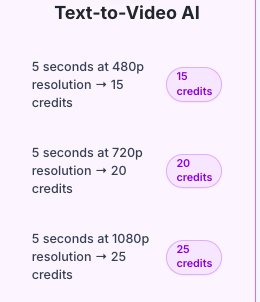 Text-to-Video AI
5 seconds at 480p
resolution → 15
credits
15
credits
5 seconds at 720p
resolution → 20
credits
20
credits
5 seconds at 1080p
resolution → 25
credits
25
credits